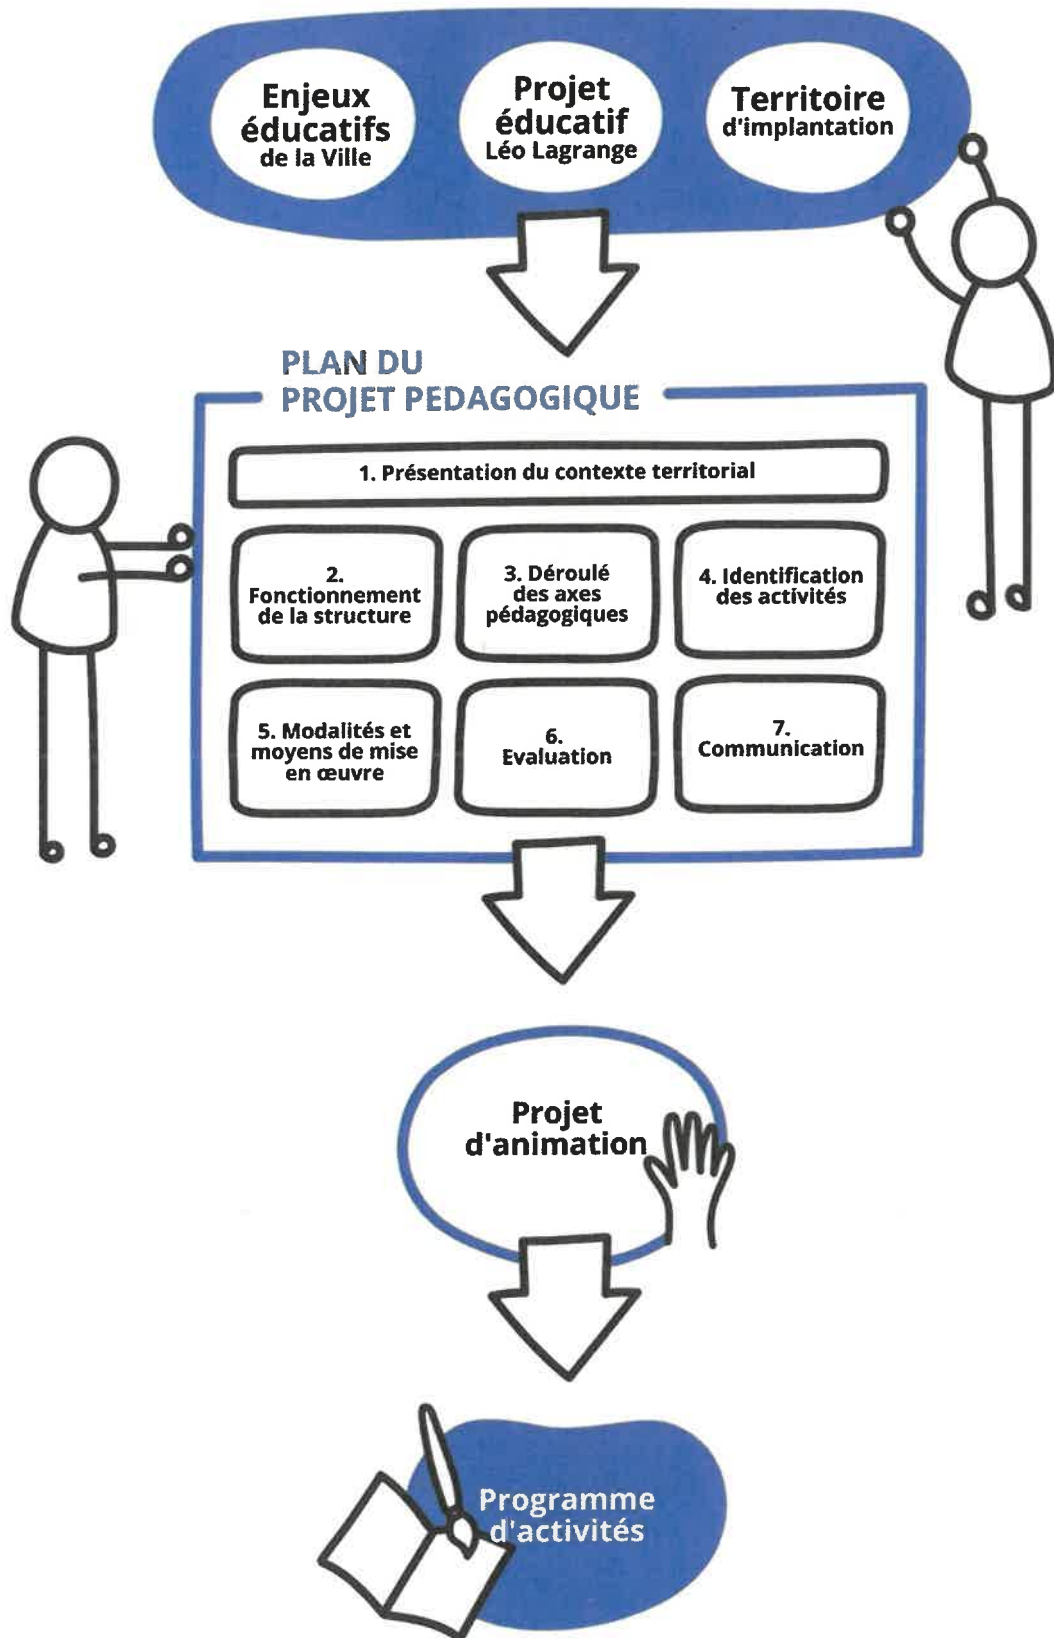 Enjeux
éducatifs
de la Ville
Projet
éducatif
Léo Lagrange
Territoire
d'implantation
PLAN DU
PROJET PEDAGOGIQUE
1. Présentation du contexte territorial
2.
Fonctionnement
de la structure
3. Déroulé
des axes
pédagogiques
4. Identification
des activités
5. Modalités et
moyens de mise
en œuvre
6.
Evaluation
7.
Communication
Projet
d'animation
Programme
d'activités